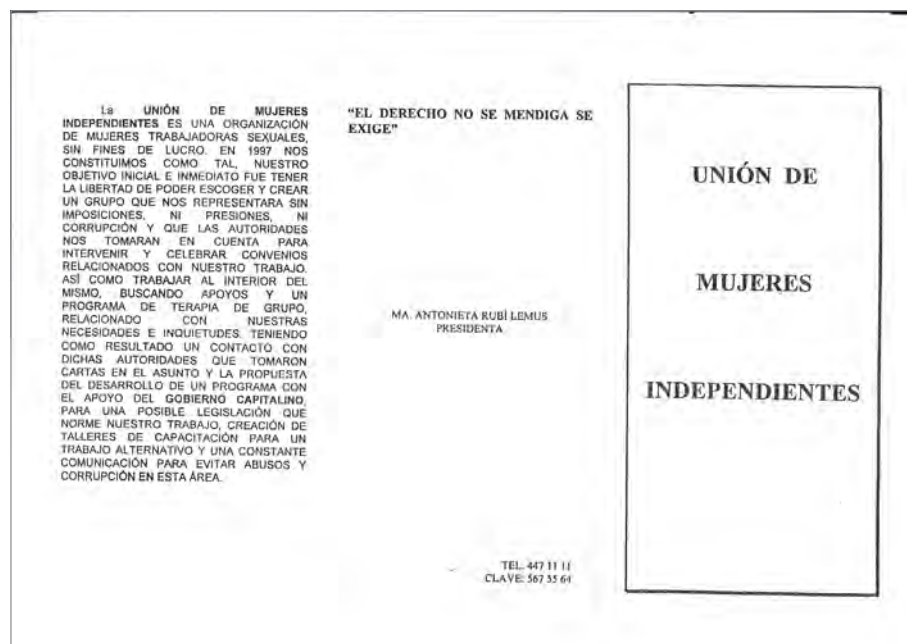 La UNIÓN DE MUJERES
INDEPENDIENTES ES UNA ORGANIZACIÓN
DE MUJERES TRABAJADORAS SEXUALES,
SIN FINES DE LUCRO. EN 1997 NOS
CONSTITUIMOS COMO TAL, NUESTRO
OBJETIVO INICIAL E INMEDIATO FUE TENER
LA LIBERTAD DE PODER ESCOGER Y CREAR
UN GRUPO QUE NOS REPRESENTARA SIN
IMPOSICIONES, NI PRESIONES, NI
CORRUPCIÓN Y QUE LAS AUTORIDADES
NOS TOMARAN EN CUENTA PARA
INTERVENIR Y CELEBRAR CONVENIOS
RELACIONADOS CON NUESTRO TRABAJO.
ASÍ COMO TRABAJAR AL INTERIOR DEL
MISMO, BUSCANDO APOYOS Y UN
PROGRAMA DE TERAPIA DE GRUPO,
RELACIONADO CON NUESTRAS
NECESIDADES E INQUIETUDES. TENIENDO
COMO RESULTADO UN CONTACTO CON
DICHAS AUTORIDADES QUE TOMARON
CARTAS EN EL ASUNTO Y LA PROPUESTA
DEL DESARROLLO DE UN PROGRAMA CON
EL APOYO DEL GOBIERNO CAPITALINO,
PARA UNA POSIBLE LEGISLACIÓN QUE
NORME NUESTRO TRABAJO, CREACIÓN DE
TALLERES DE CAPACITACIÓN PARA UN
TRABAJO ALTERNATIVO Y UNA CONSTANTE
COMUNICACIÓN PARA EVITAR ABUSOS Y
CORRUPCIÓN EN ESTA ÁREA.
"EL DERECHO NO SE MENDIGA SE
EXIGE"
MA. ANTONIETA RUBÍ LEMUS
PRESIDENTA
TEL. 447 11 11
CLAVE: 567 35 64
UNIÓN DE
MUJERES
INDEPENDIENTES